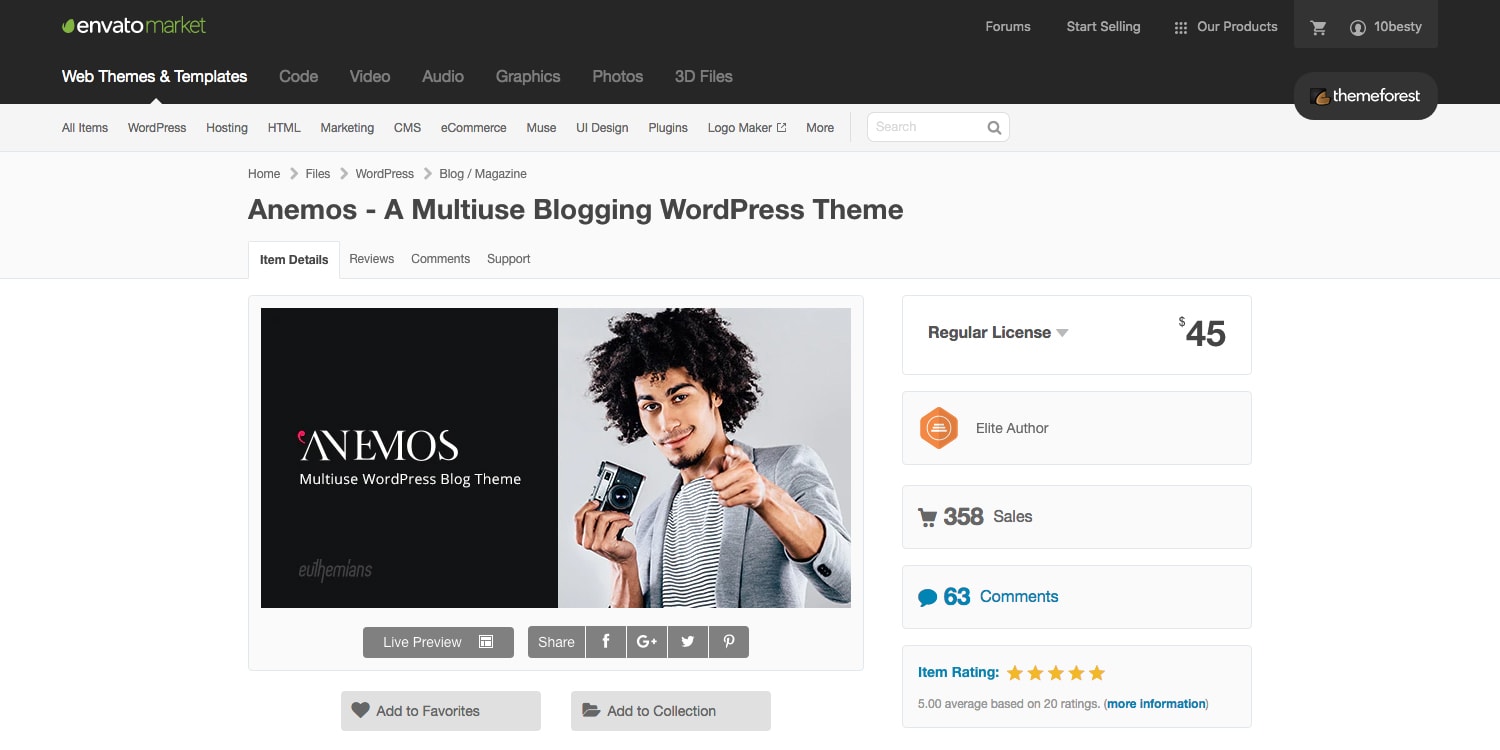 envatomarket
Forums Start Selling Our Products 10besty
Web Themes & Templates Code Video Audio Graphics Photos 3D Files
themeforest
All Items WordPress Hosting HTML Marketing CMS eCommerce Muse UI Design Plugins Logo Maker More Search
Home Files WordPress Blog / Magazine
Anemos - A Multiuse Blogging WordPress Theme
Item Details Reviews Comments Support
Regular License $45
Elite Author
ANEMOS
Multiuse WordPress Blog Theme
358 Sales
euthemians
63 Comments
Live Preview Share f G+
Item Rating:
5.00 average based on 20 ratings. (more information)
Add to Favorites Add to Collection